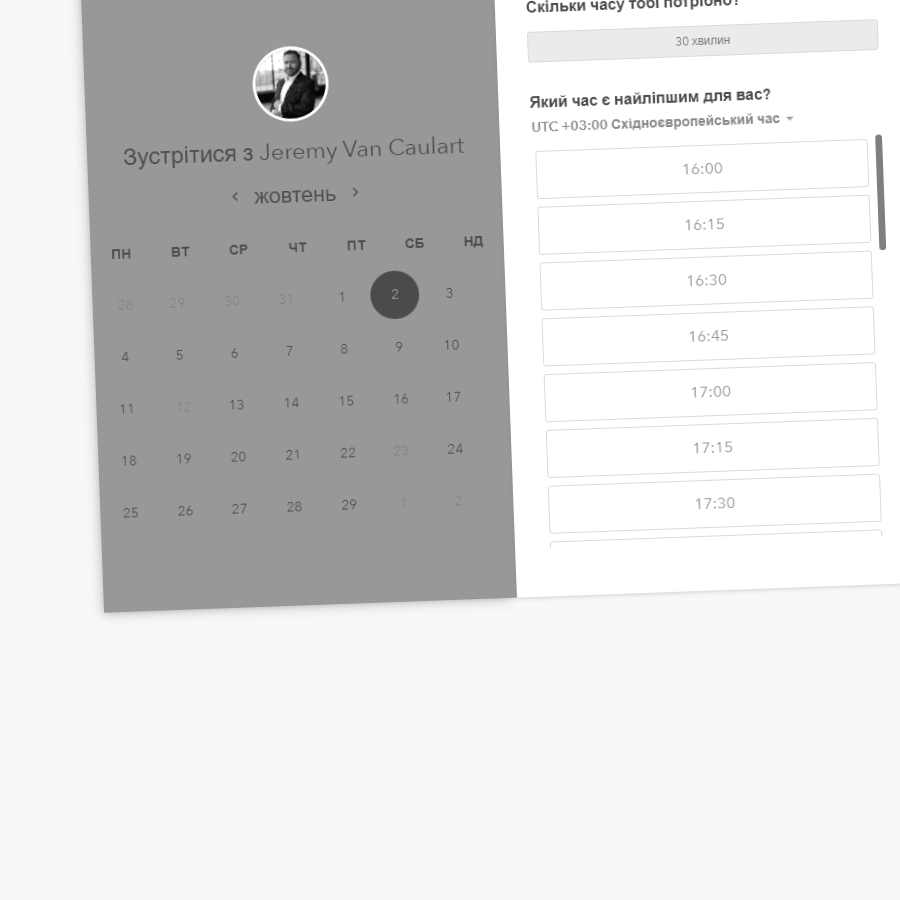 Зустрітися з Jeremy Van Caulart
жовтень
ПН ВТ СР ЧТ ПТ СБ НД
28 29 30 31 1 2 3
4 5 6 7 8 9 10
11 12 13 14 15 16 17
18 19 20 21 22 23 24
25 26 27 28 29 1 2
Скільки часу тобі потрібно?
30 хвилин
Який час є найліпшим для вас?
UTC +03:00 Східноєвропейський час
16:00
16:15
16:30
16:45
17:00
17:15
17:30